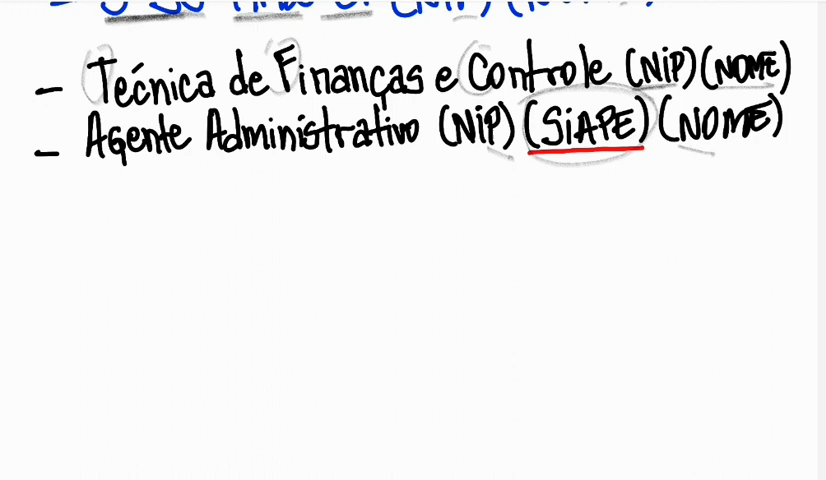 - Técnica de Finanças e Controle (NiP) (NOME)
- Agente Administrativo (NiP) (SiAPE) (NOME)